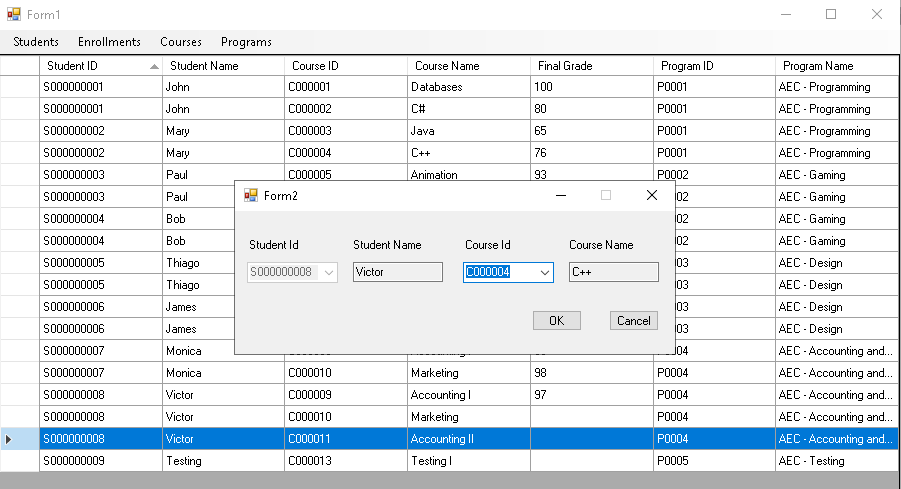 Form1
Students Enrollments Courses Programs
Student ID Student Name Course ID Course Name Final Grade Program ID Program Name
S000000001 John C000001 Databases 100 P0001 AEC - Programming
S000000001 John C000002 C# 80 P0001 AEC - Programming
S000000002 Mary C000003 Java 65 P0001 AEC - Programming
S000000002 Mary C000004 C++ 76 P0001 AEC - Programming
S000000003 Paul C000005 Animation 93 P0002 AEC - Gaming
S000000003 Paul 02 AEC - Gaming
S000000004 Bob 02 AEC - Gaming
S000000004 Bob 02 AEC - Gaming
S000000005 Thiago 03 AEC - Design
S000000005 Thiago 03 AEC - Design
S000000006 James 03 AEC - Design
S000000006 James 03 AEC - Design
S000000007 Monica P0004 AEC - Accounting and...
S000000007 Monica C000010 Marketing 98 P0004 AEC - Accounting and...
S000000008 Victor C000009 Accounting I 97 P0004 AEC - Accounting and...
S000000008 Victor C000010 Marketing P0004 AEC - Accounting and...
S000000008 Victor C000011 Accounting II P0004 AEC - Accounting and...
S000000009 Testing C000013 Testing I P0005 AEC - Testing
Form2
Student Id Student Name Course Id Course Name
S000000008 Victor C000004 C++
OK Cancel